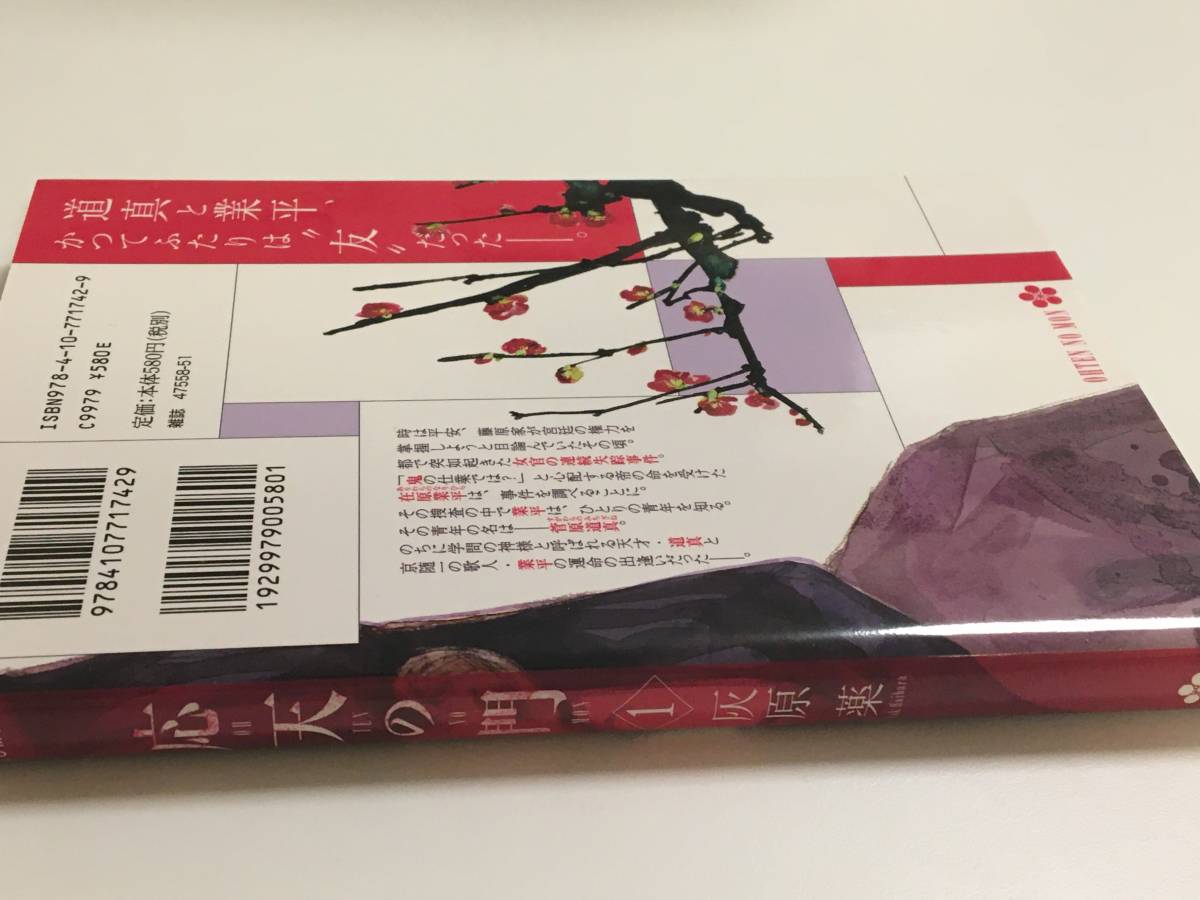 道真と業平、
かつてふたりは〝友〟だった――。
ISBN978-4-10-771742-9
C9979 ¥580E
定価:本体580円(税別)
雑誌 47558-51
9784107717429
1929979005801
時は平安、藤原家が宮廷の権力を
掌握しようと目論んでいたその頃。
都で突如起きた女官の連続失踪事件。
「鬼の仕業では?」と心配する帝の命を受けた
在原業平は、事件を調べることに。
その捜査の中で業平は、ひとりの青年を知る。
その青年の名は――菅原道真。
のちに学問の神様と呼ばれる天才・道真と
京随一の歌人・業平の運命の出逢いだった――。
OHTEN NO MON
応天の門 1 灰原薬